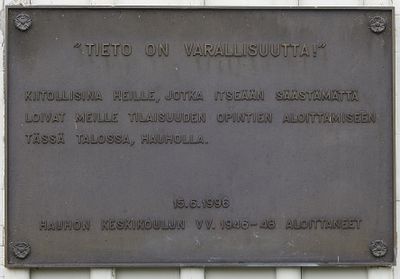 "TIETO ON VARALLISUUTTA!"
KIITOLLISINA HEILLE, JOTKA ITSEÄÄN SÄÄSTÄMÄTTÄ
LOIVAT MEILLE TILAISUUDEN OPINTIEN ALOITTAMISEEN
TÄSSÄ TALOSSA, HAUHOLLA.
15.6.1996
HAUHON KESKIKOULUN VV. 1946-48 ALOITTANEET